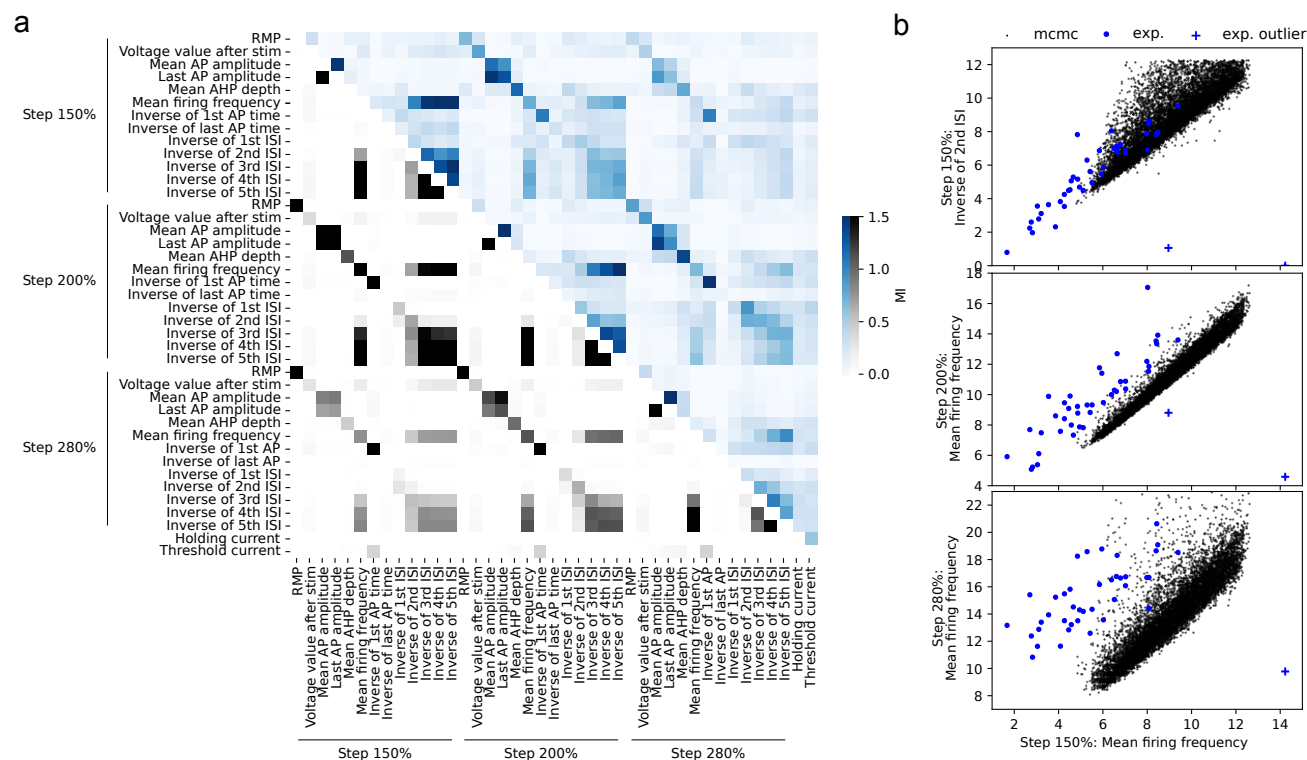 a
RMP
Voltage value after stim
Mean AP amplitude
Last AP amplitude
Mean AHP depth
Mean firing frequency
Step 150%
Inverse of 1st AP time
Inverse of last AP time
Inverse of 1st ISI
Inverse of 2nd ISI
Inverse of 3rd ISI
Inverse of 4th ISI
Inverse of 5th ISI
RMP
Voltage value after stim
Mean AP amplitude
Last AP amplitude
Mean AHP depth
Mean firing frequency
Step 200%
Inverse of 1st AP time
Inverse of last AP time
Inverse of 1st ISI
Inverse of 2nd ISI
Inverse of 3rd ISI
Inverse of 4th ISI
Inverse of 5th ISI
RMP
Voltage value after stim
Mean AP amplitude
Last AP amplitude
Mean AHP depth
Mean firing frequency
Step 280%
Inverse of 1st AP
Inverse of last AP
Inverse of 1st ISI
Inverse of 2nd ISI
Inverse of 3rd ISI
Inverse of 4th ISI
Inverse of 5th ISI
Holding current
Threshold current
RMP
Voltage value after stim
Mean AP amplitude
Last AP amplitude
Mean AHP depth
Mean firing frequency
Inverse of 1st AP time
Inverse of last AP time
Inverse of 1st ISI
Inverse of 2nd ISI
Inverse of 3rd ISI
Inverse of 4th ISI
Inverse of 5th ISI
RMP
Voltage value after stim
Mean AP amplitude
Last AP amplitude
Mean AHP depth
Mean firing frequency
Inverse of 1st AP time
Inverse of last AP time
Inverse of 1st ISI
Inverse of 2nd ISI
Inverse of 3rd ISI
Inverse of 4th ISI
Inverse of 5th ISI
RMP
Voltage value after stim
Mean AP amplitude
Last AP amplitude
Mean AHP depth
Mean firing frequency
Inverse of 1st AP
Inverse of last AP
Inverse of 1st ISI
Inverse of 2nd ISI
Inverse of 3rd ISI
Inverse of 4th ISI
Inverse of 5th ISI
Holding current
Threshold current
Step 150%
Step 200%
Step 280%
1.5
1.0
0.5
0.0
MI
b
mcmc
exp.
exp. outlier
12
10
8
6
4
2
0
Step 150%:
Inverse of 2nd ISI
18
16
14
12
10
8
6
4
Step 200%:
Mean firing frequency
22
20
18
16
14
12
10
8
Step 280%:
Mean firing frequency
2 4 6 8 10 12 14
Step 150%: Mean firing frequency